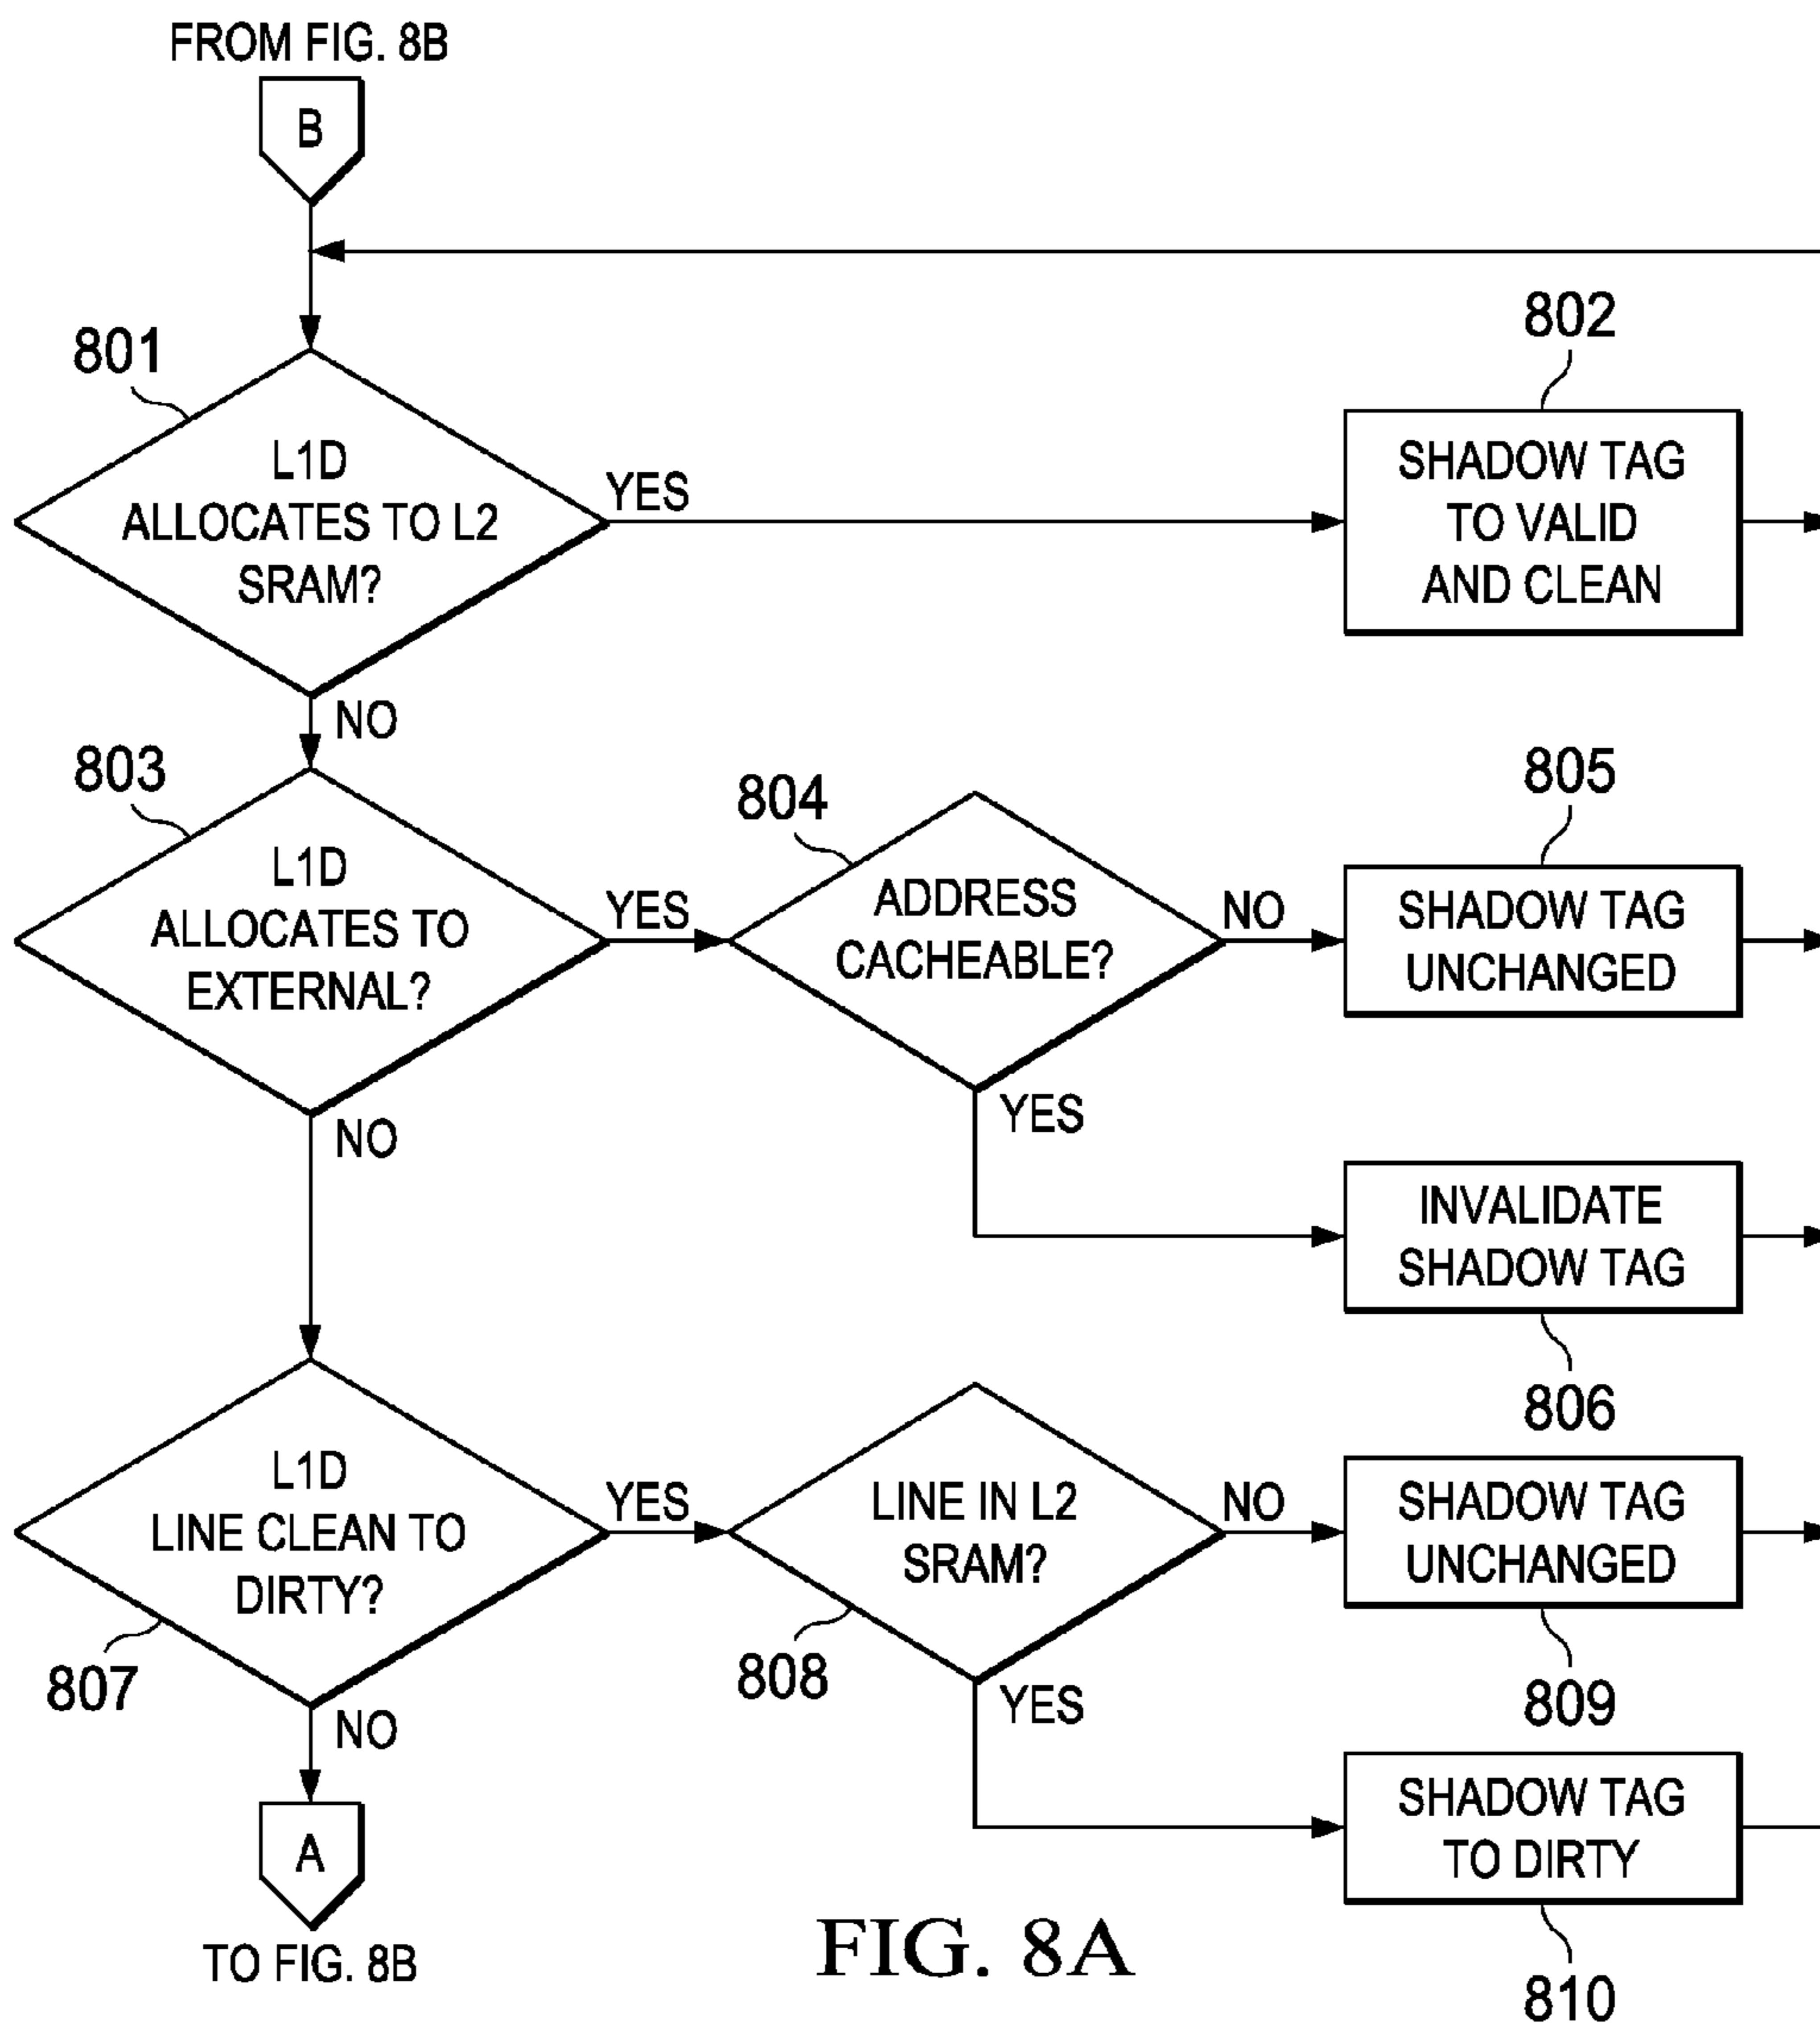 FROM FIG. 8B
B
801
L1D
ALLOCATES TO L2
SRAM?
YES
NO
802
SHADOW TAG
TO VALID
AND CLEAN
803
L1D
ALLOCATES TO
EXTERNAL?
YES
NO
804
ADDRESS
CACHEABLE?
NO
YES
805
SHADOW TAG
UNCHANGED
INVALIDATE
SHADOW TAG
806
L1D
LINE CLEAN TO
DIRTY?
807
YES
NO
LINE IN L2
SRAM?
808
NO
YES
SHADOW TAG
UNCHANGED
809
SHADOW TAG
TO DIRTY
810
A
TO FIG. 8B
FIG. 8A